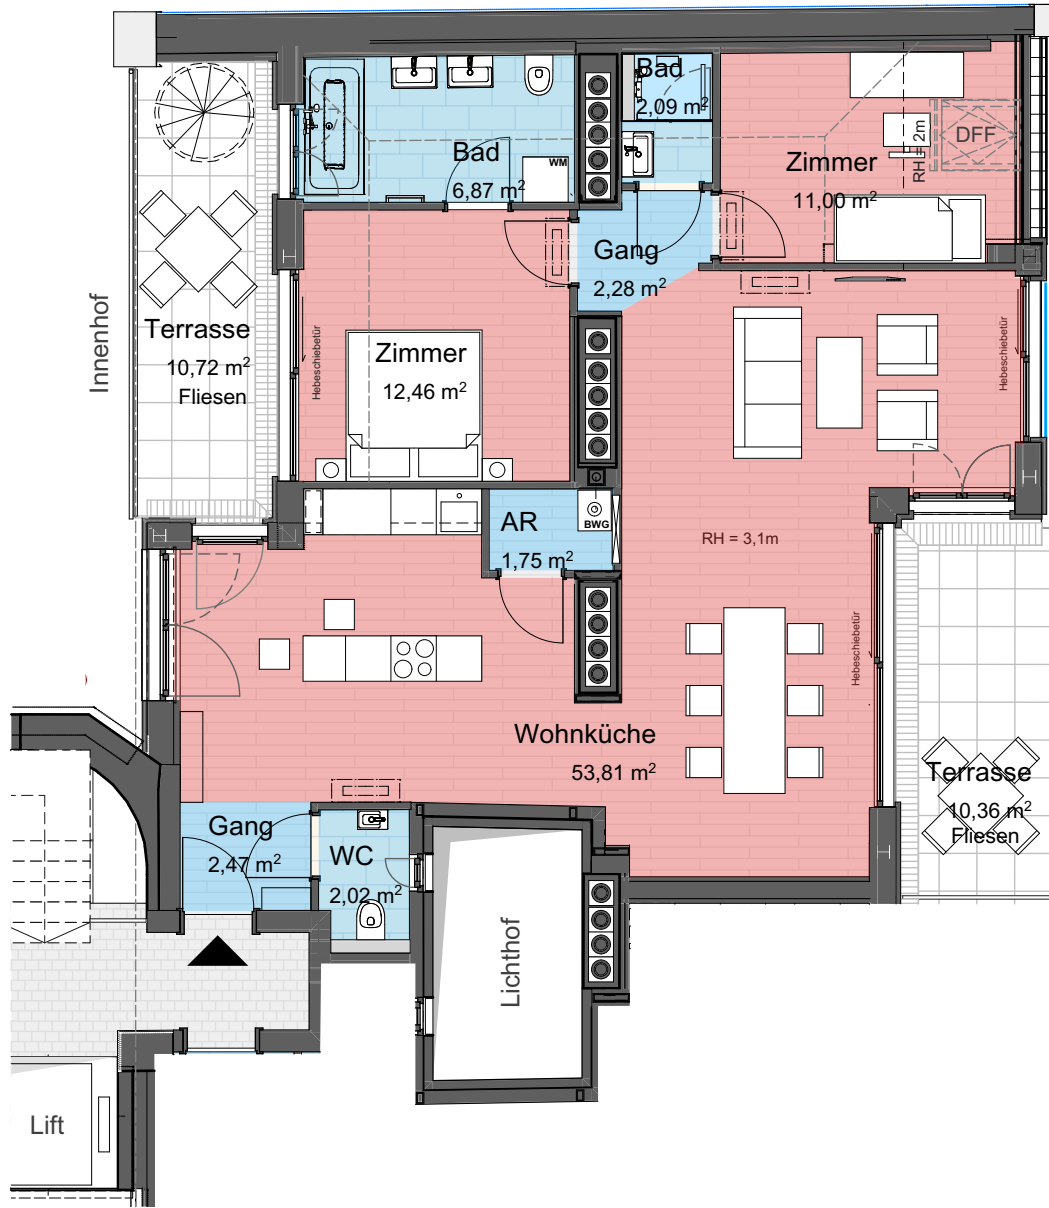 Bad
2,09 m²
Bad
6,87 m²
WM
Zimmer
11,00 m²
RH = 2m
DFF
Gang
2,28 m²
Innenhof
Terrasse
10,72 m²
Fliesen
Hebeschiebetür
Zimmer
12,46 m²
Hebeschiebetür
AR
1,75 m²
BWG
RH = 3,1m
Hebeschiebetür
Wohnküche
53,81 m²
Terrasse
10,36 m²
Fliesen
Gang
2,47 m²
WC
2,02 m²
Lichthof
Lift